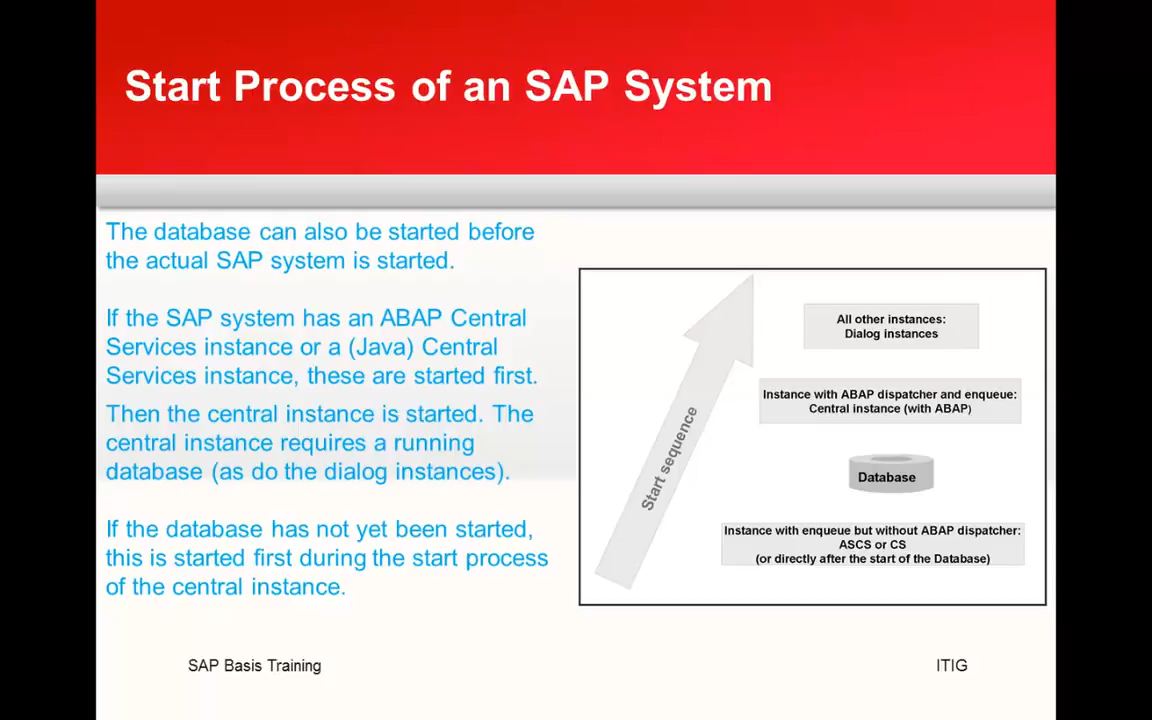 Start Process of an SAP System
The database can also be started before
the actual SAP system is started.
If the SAP system has an ABAP Central
Services instance or a (Java) Central
Services instance, these are started first.
Then the central instance is started. The
central instance requires a running
database (as do the dialog instances).
If the database has not yet been started,
this is started first during the start process
of the central instance.
Start sequence
All other instances:
Dialog instances
Instance with ABAP dispatcher and enqueue:
Central instance (with ABAP)
Database
Instance with enqueue but without ABAP dispatcher:
ASCS or CS
(or directly after the start of the Database)
SAP Basis Training
ITIG